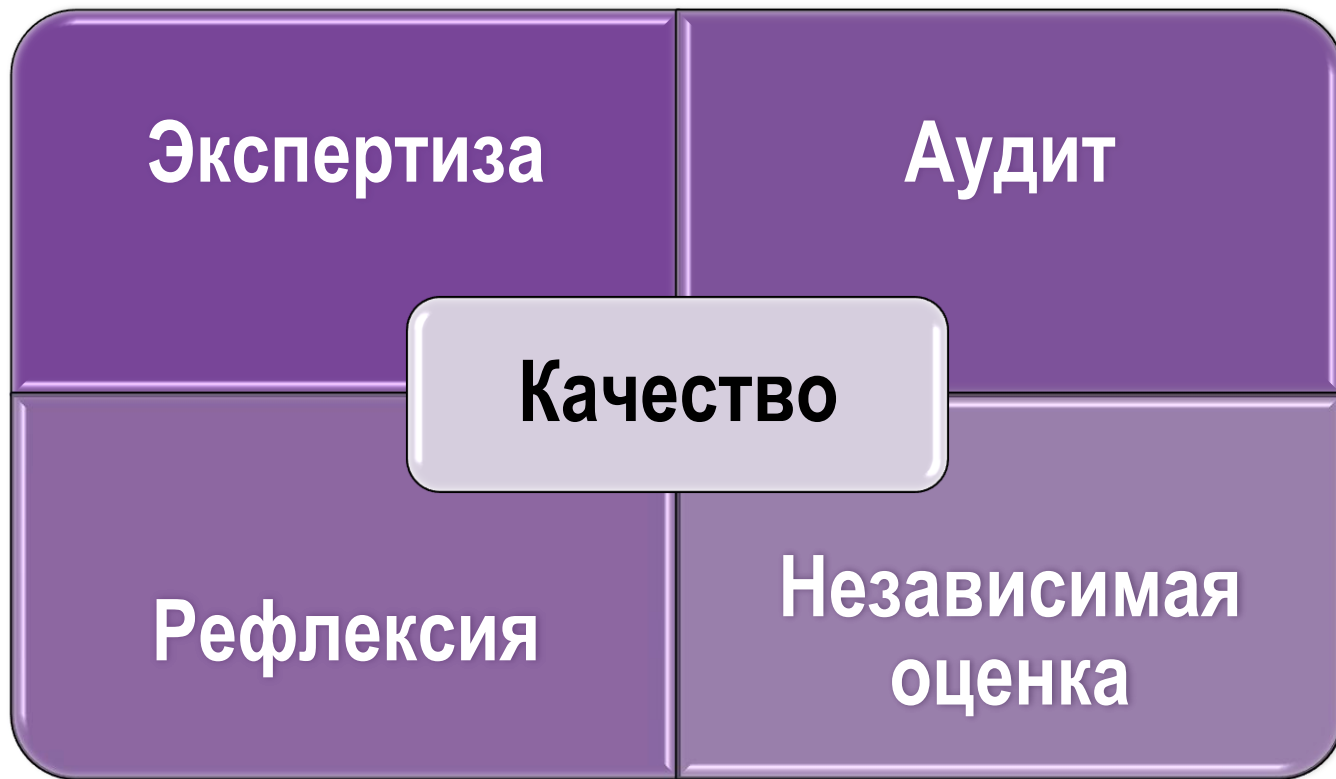 Экспертиза
Аудит
Качество
Рефлексия
Независимая
оценка